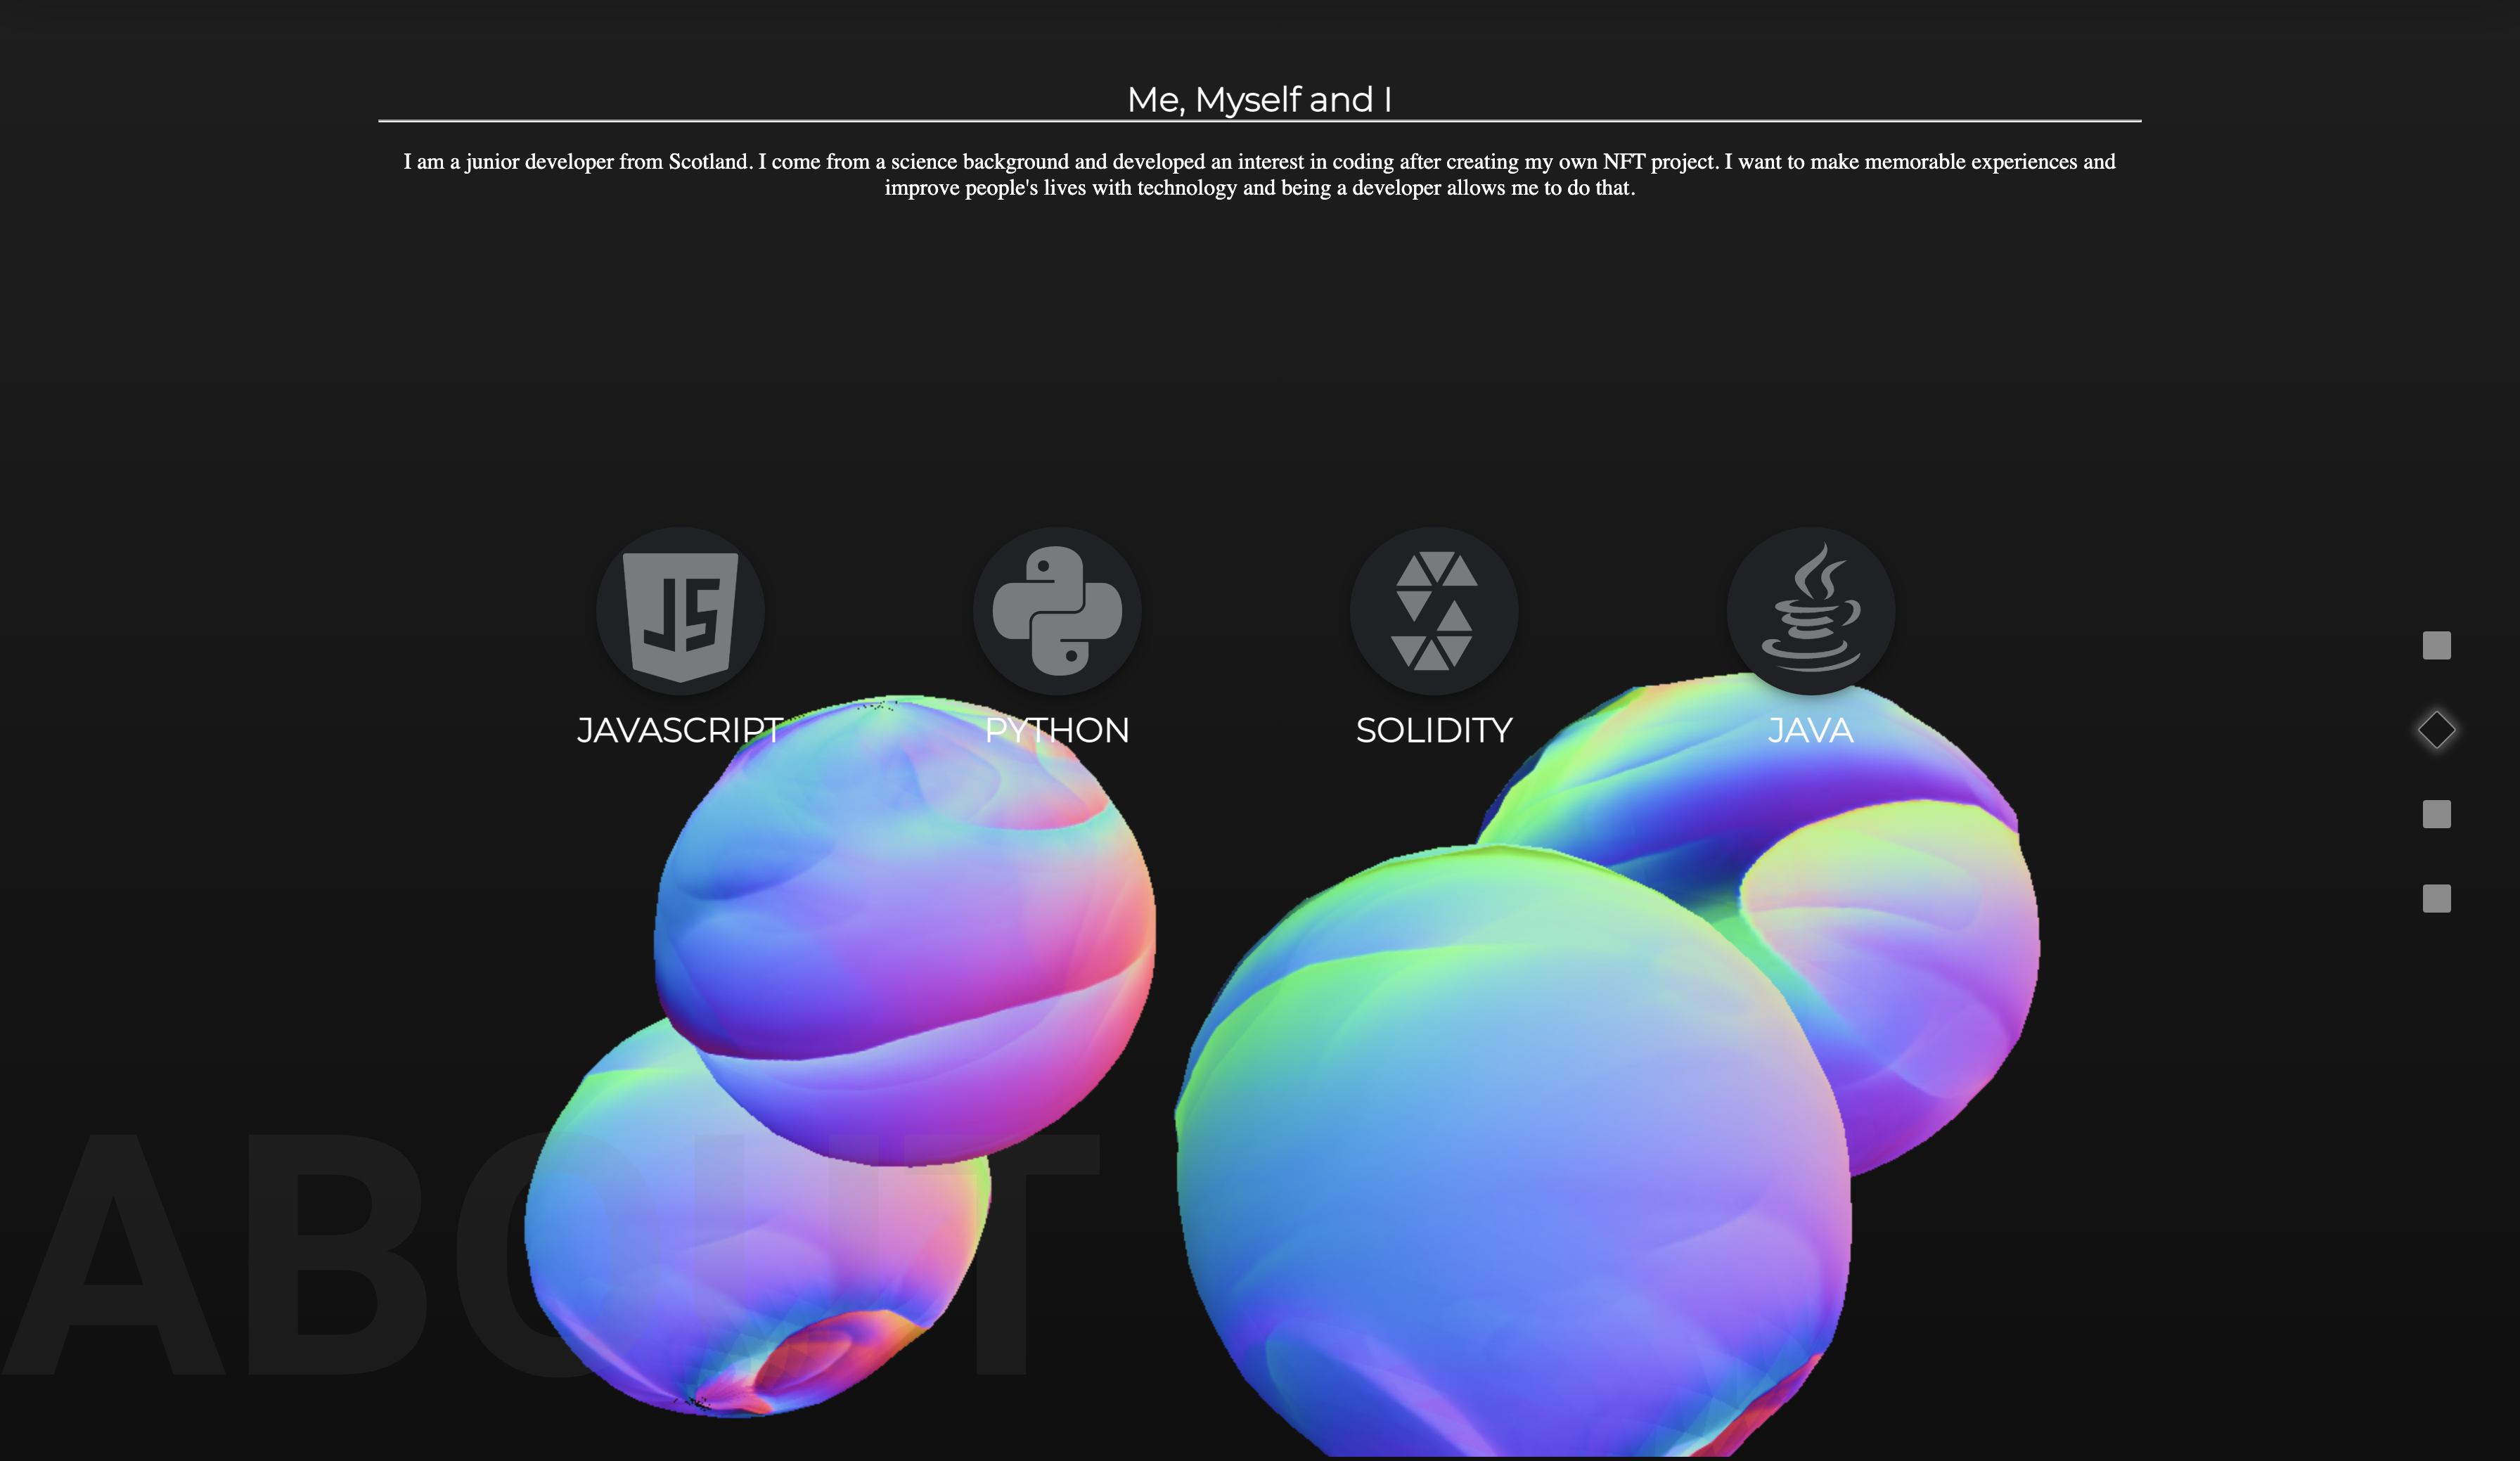 Me, Myself and I
I am a junior developer from Scotland. I come from a science background and developed an interest in coding after creating my own NFT project. I want to make memorable experiences and
improve people's lives with technology and being a developer allows me to do that.
JS
JAVASCRIPT PYTHON SOLIDITY JAVA
ABOUT